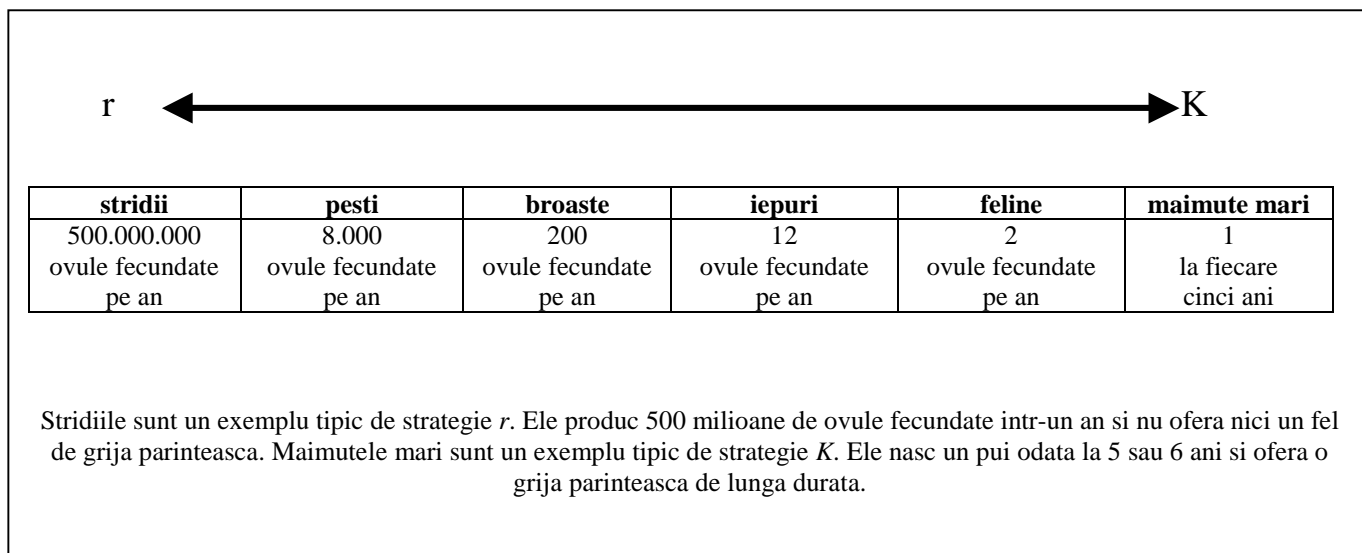 r K
stridii pesti broaste iepuri feline maimute mari
500.000.000 8.000 200 12 2 1
ovule fecundate ovule fecundate ovule fecundate ovule fecundate ovule fecundate la fiecare
pe an pe an pe an pe an pe an cinci ani
Stridiile sunt un exemplu tipic de strategie r. Ele produc 500 milioane de ovule fecundate intr-un an si nu ofera nici un fel
de grija parinteasca. Maimutele mari sunt un exemplu tipic de strategie K. Ele nasc un pui odata la 5 sau 6 ani si ofera o
grija parinteasca de lunga durata.